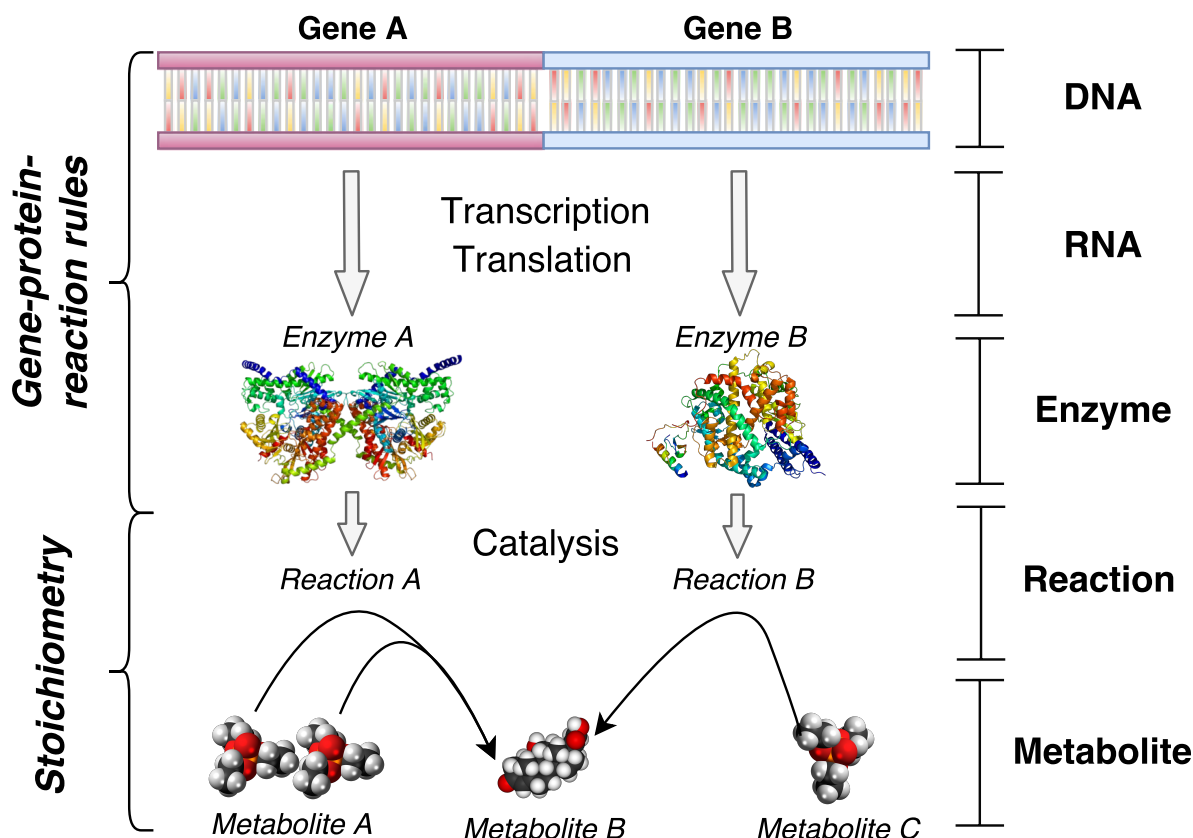 Gene A
Gene B
DNA
Gene-protein-
reaction rules
Transcription
Translation
RNA
Enzyme A
Enzyme B
Enzyme
Catalysis
Reaction A
Reaction B
Reaction
Stoichiometry
Metabolite
Metabolite A
Metabolite B
Metabolite C